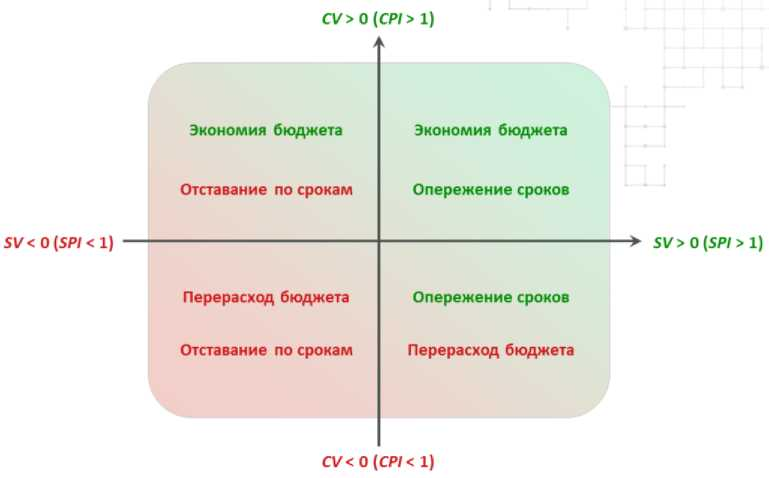 CV > 0 (CPI > 1)
Экономия бюджета
Экономия бюджета
Отставание по срокам
Опережение сроков
SV < 0 (SPI < 1)
SV > 0 (SPI > 1)
Перерасход бюджета
Опережение сроков
Отставание по срокам
Перерасход бюджета
CV < 0 (CPI < 1)